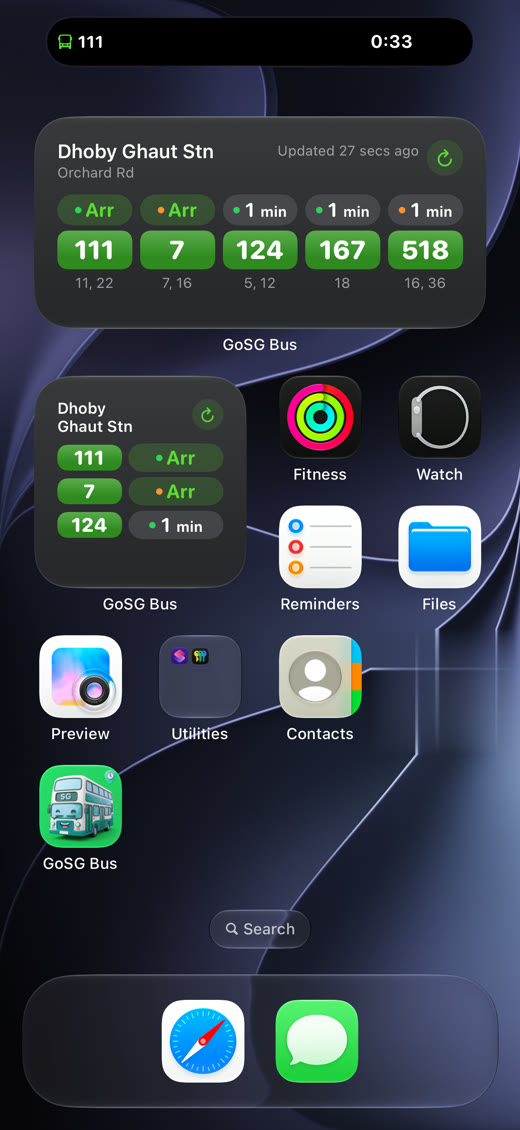 111 0:33
Dhoby Ghaut Stn Updated 27 secs ago
Orchard Rd
Arr Arr 1 min 1 min 1 min
111 7 124 167 518
11, 22 7, 16 5, 12 18 16, 36
GoSG Bus
Dhoby
Ghaut Stn
111 Arr
7 Arr
124 1 min
GoSG Bus
Fitness Watch
Reminders Files
Preview Utilities Contacts
SG
GoSG Bus
Search